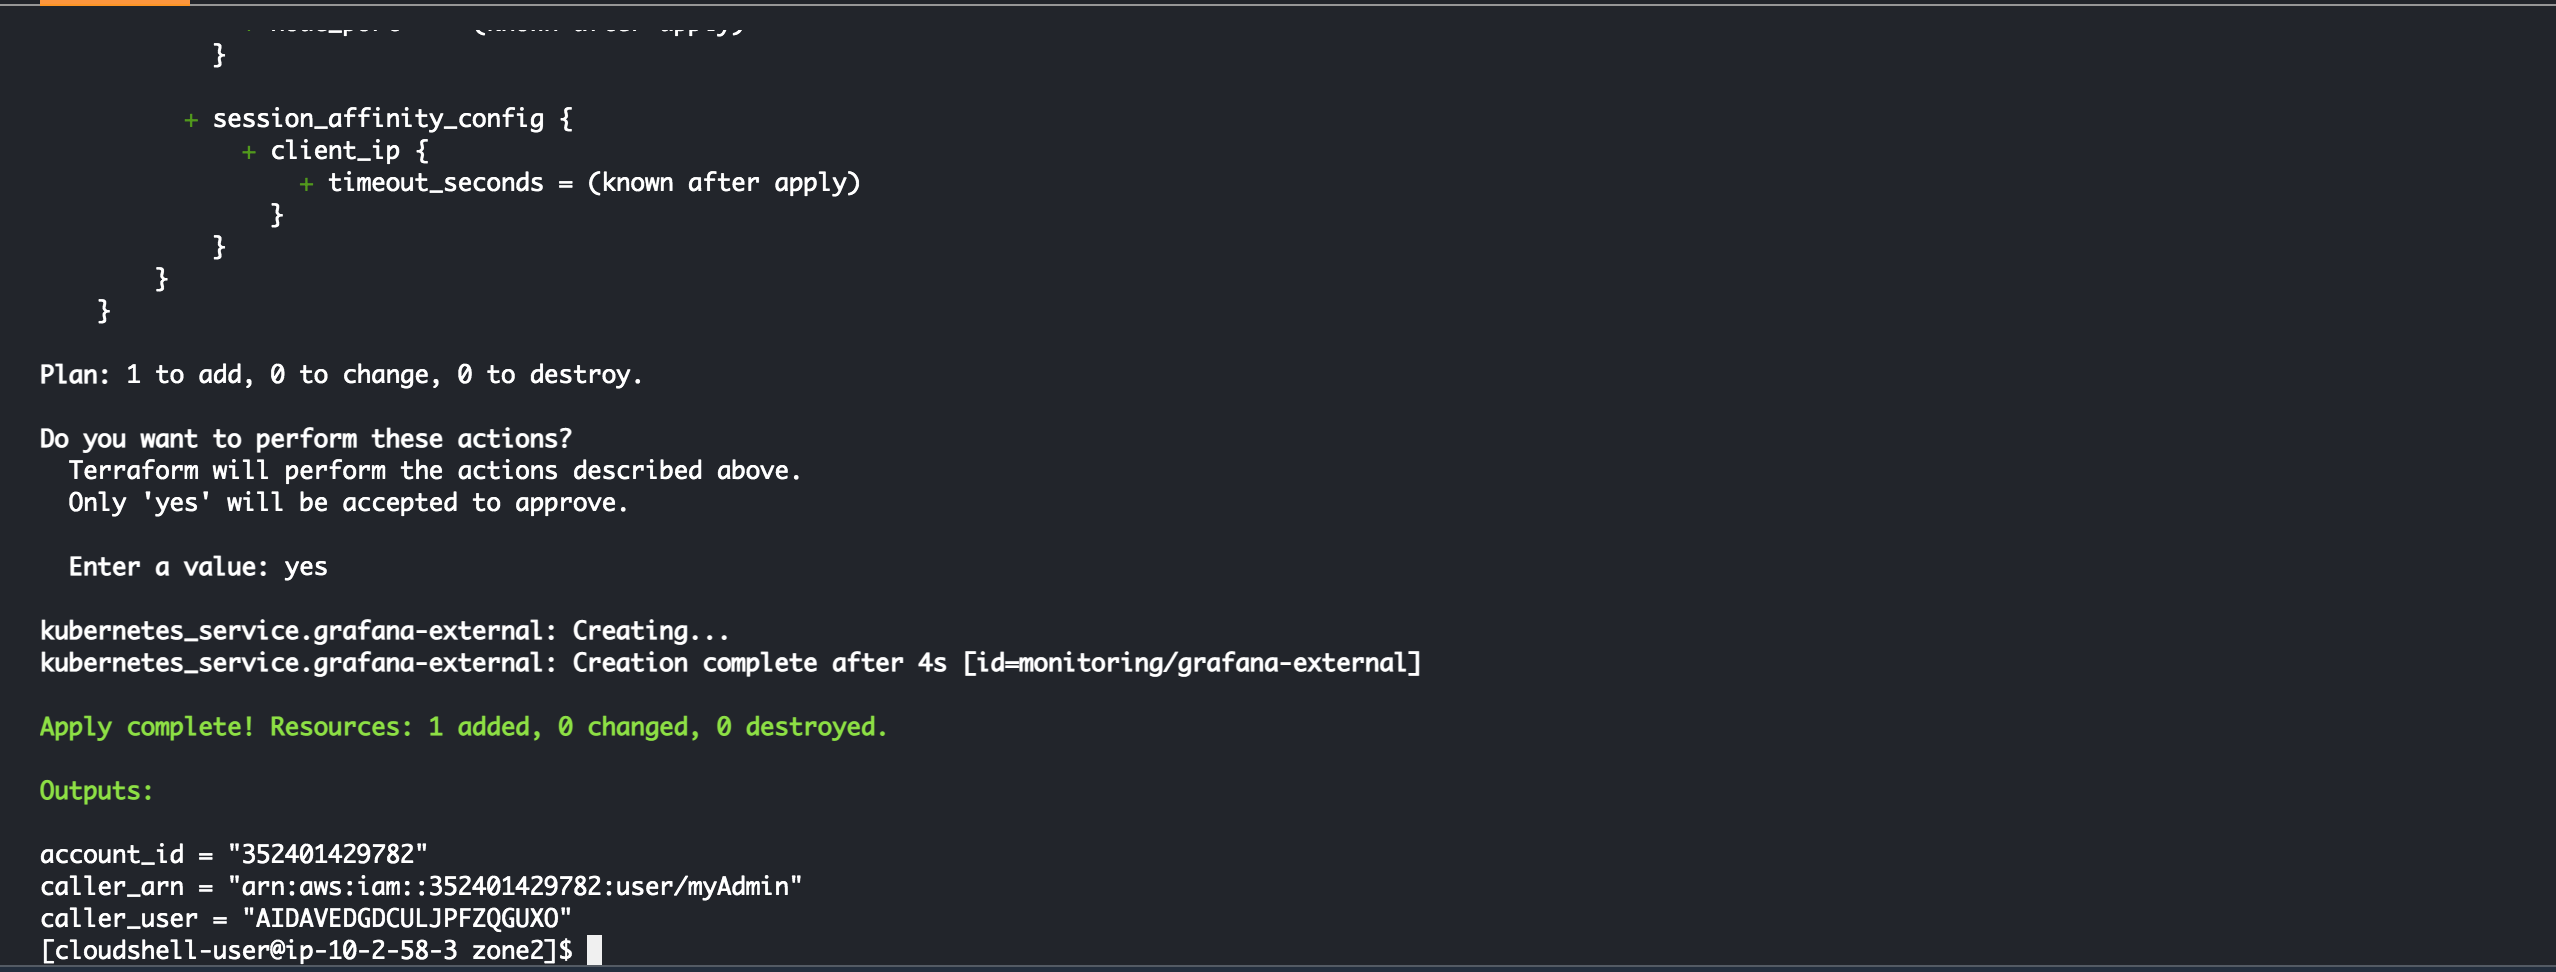 }
+ session_affinity_config {
+ client_ip {
+ timeout_seconds = (known after apply)
}
}
}
}
Plan: 1 to add, 0 to change, 0 to destroy.
Do you want to perform these actions?
Terraform will perform the actions described above.
Only 'yes' will be accepted to approve.
Enter a value: yes
kubernetes_service.grafana-external: Creating...
kubernetes_service.grafana-external: Creation complete after 4s [id=monitoring/grafana-external]
Apply complete! Resources: 1 added, 0 changed, 0 destroyed.
Outputs:
account_id = "352401429782"
caller_arn = "arn:aws:iam::352401429782:user/myAdmin"
caller_user = "AIDAVEDGDCULJPFZQGUXO"
[cloudshell-user@ip-10-2-58-3 zone2]$